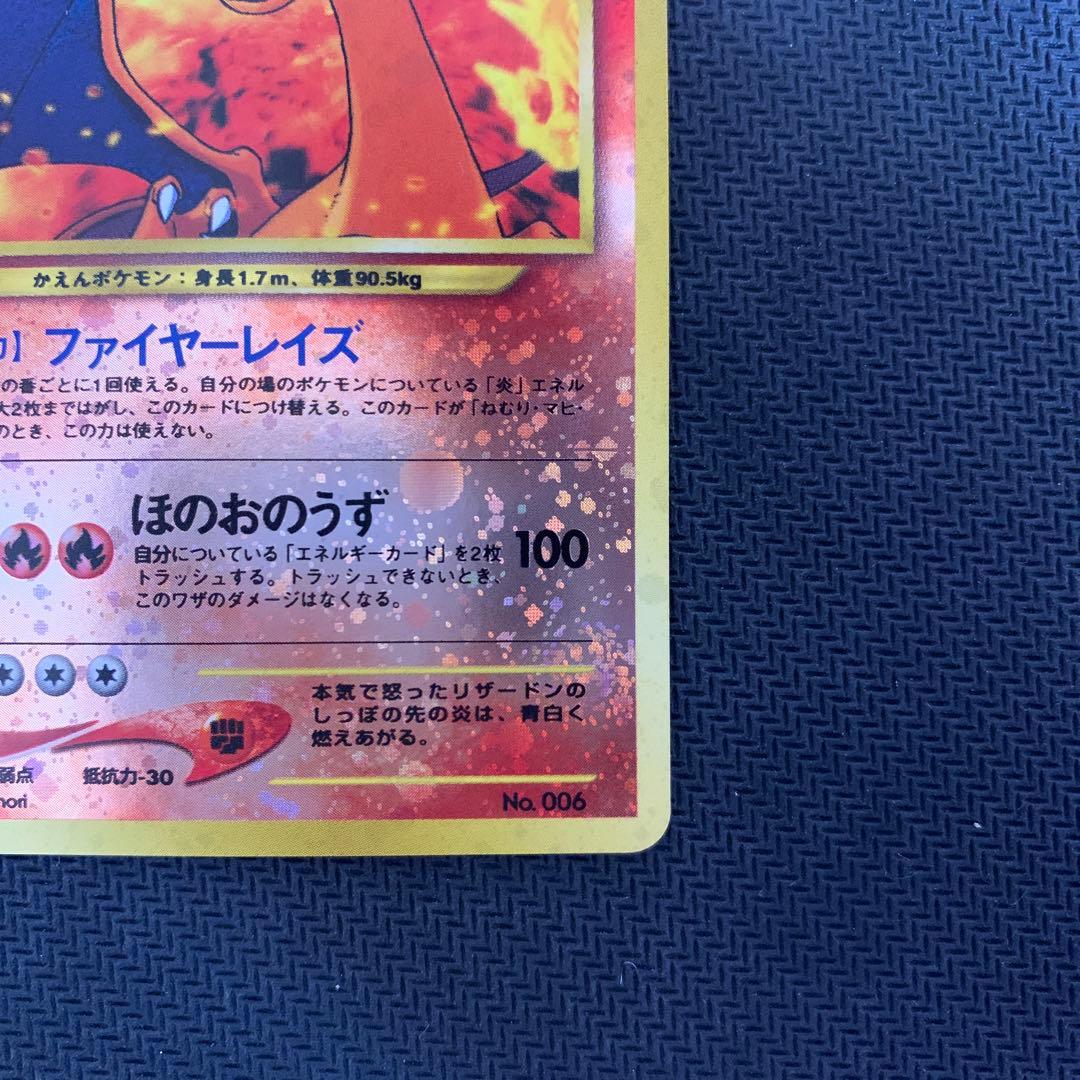 かえんポケモン：身長1.7m、体重90.5kg
力】ファイヤーレイズ
の番ごとに1回使える。自分の場のポケモンについている「炎」エネル
大2枚まではがし、このカードにつけ替える。このカードが「ねむり・マヒ・
のとき、この力は使えない。
ほのおのうず
自分についている「エネルギーカード」を2枚
トラッシュする。トラッシュできないとき、
このワザのダメージはなくなる。
100
本気で怒ったリザードンの
しっぽの先の炎は、青白く
燃えあがる。
弱点
抵抗力-30
nori
No. 006